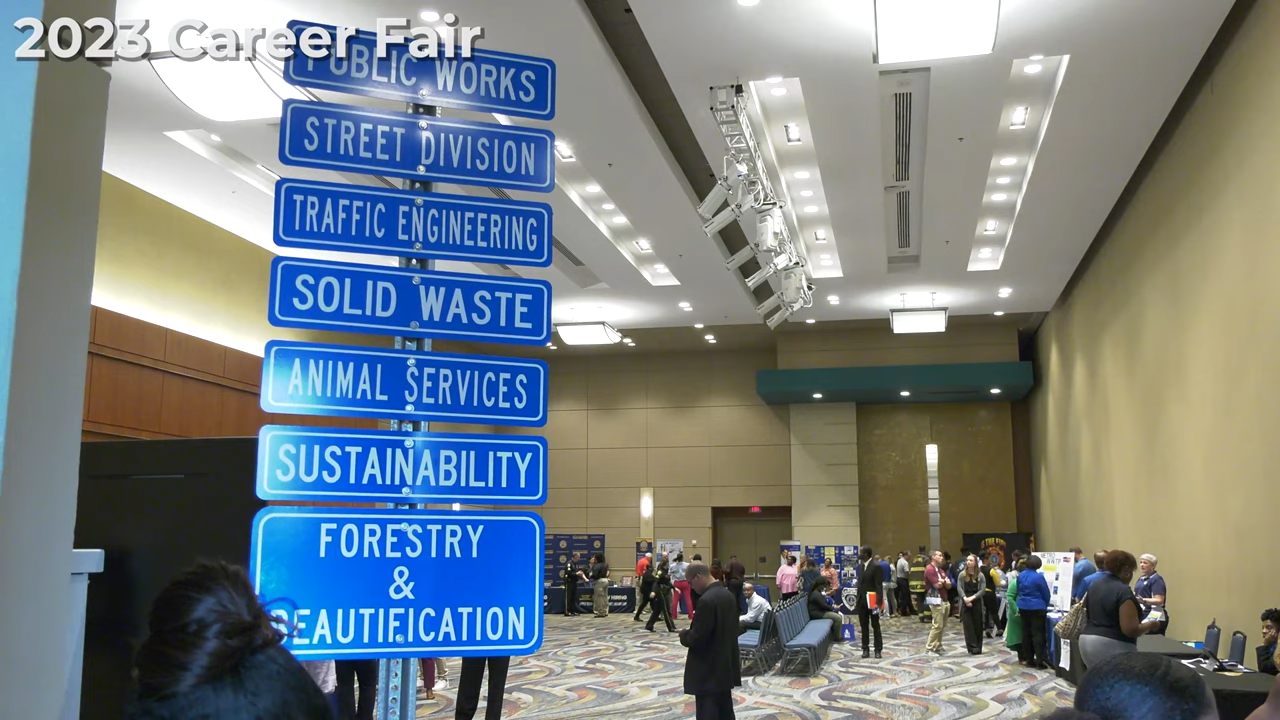 2023 Career Fair
PUBLIC WORKS
STREET DIVISION
TRAFFIC ENGINEERING
SOLID WASTE
ANIMAL SERVICES
SUSTAINABILITY
FORESTRY
&
BEAUTIFICATION